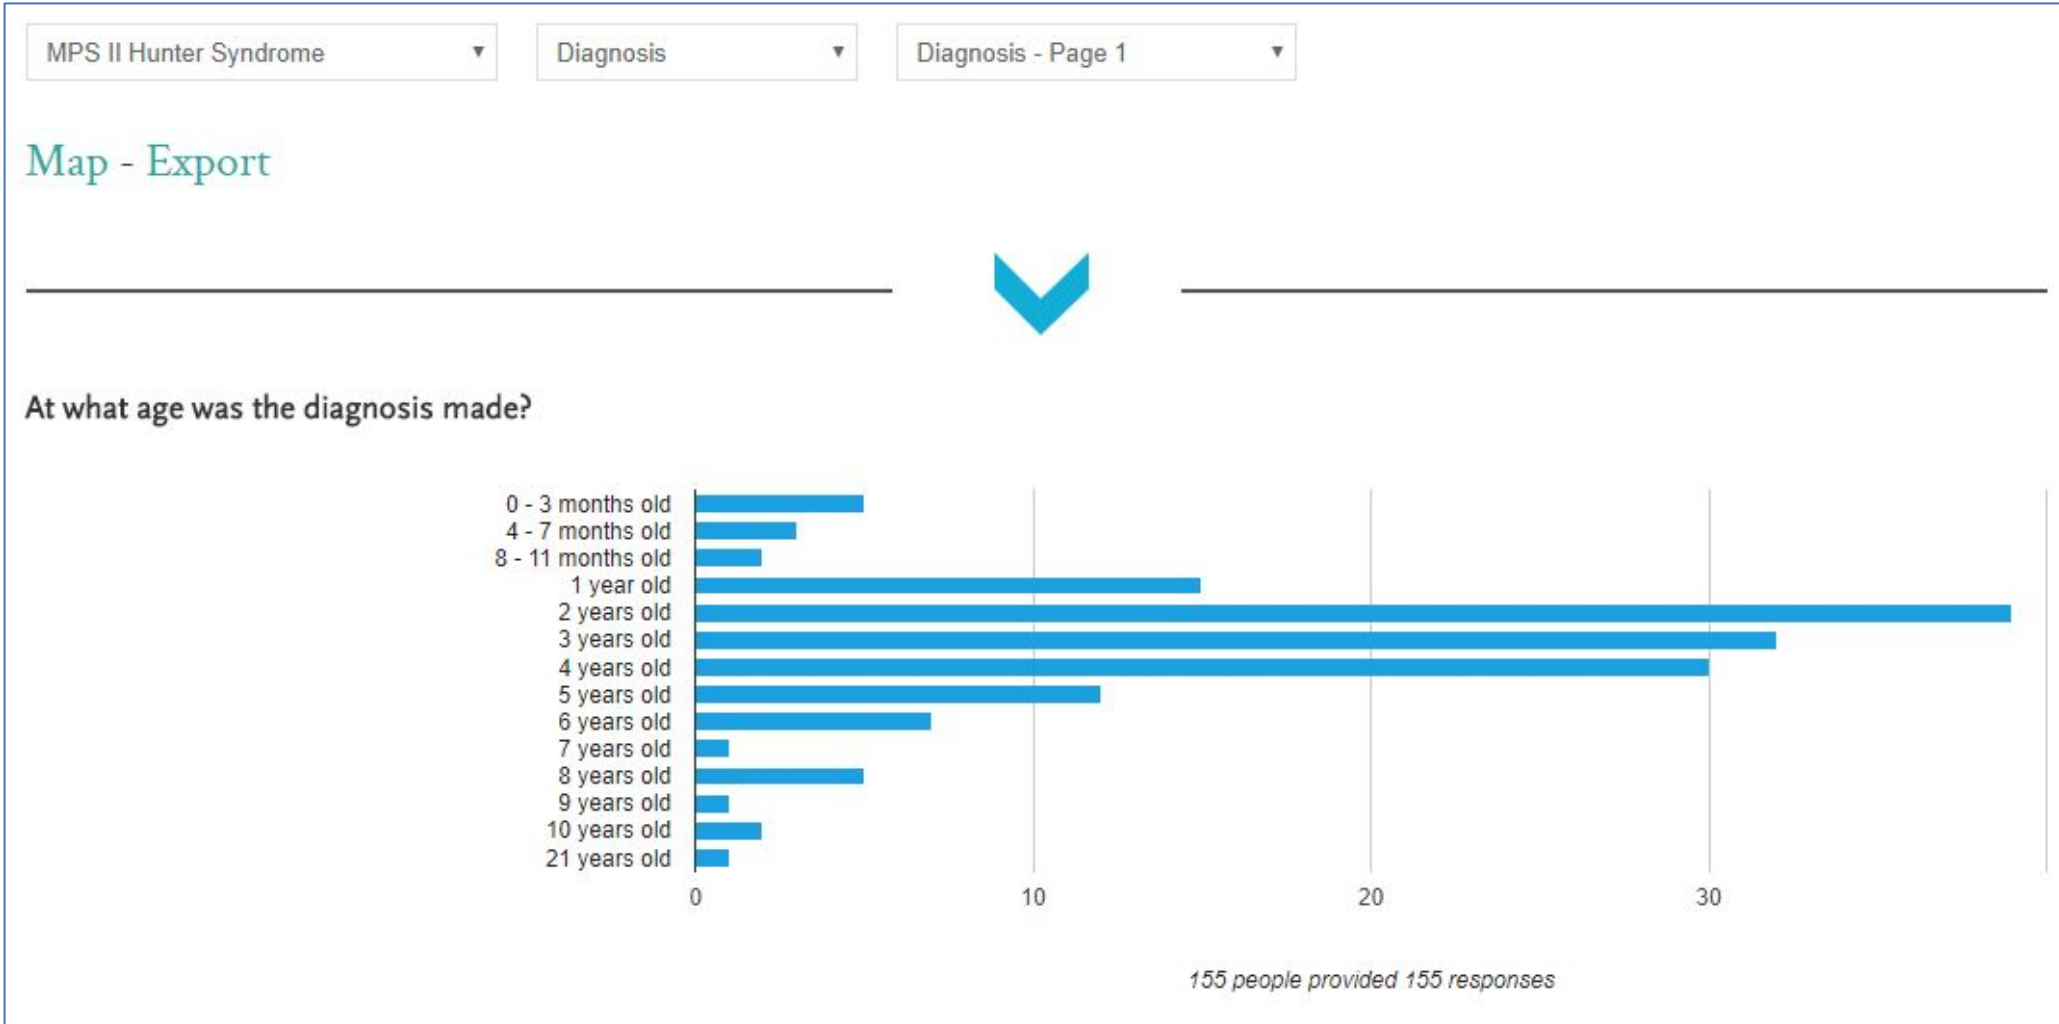 MPS II Hunter Syndrome
Diagnosis
Diagnosis - Page 1
Map - Export
At what age was the diagnosis made?
0 - 3 months old
4 - 7 months old
8 - 11 months old
1 year old
2 years old
3 years old
4 years old
5 years old
6 years old
7 years old
8 years old
9 years old
10 years old
21 years old
0 10 20 30
155 people provided 155 responses